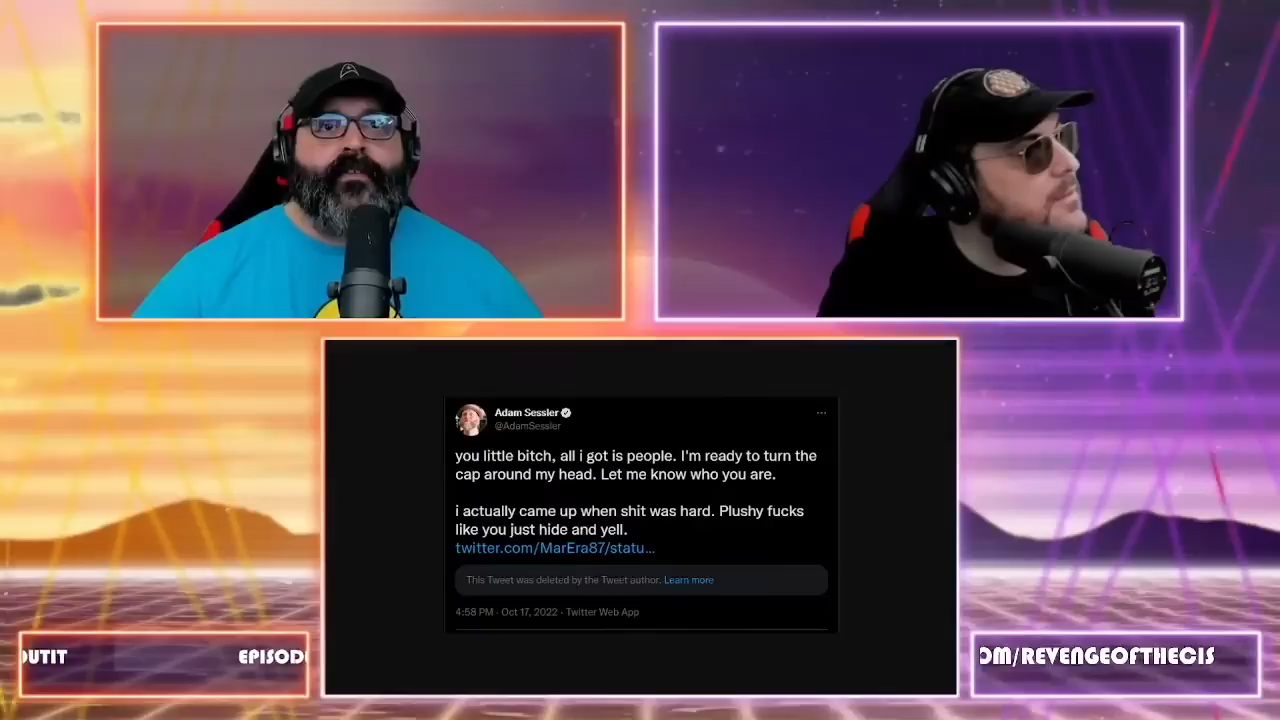 Adam Sessler
@AdamSessler
you little bitch, all i got is people. I'm ready to turn the
cap around my head. Let me know who you are.
i actually came up when shit was hard. Plushy fucks
like you just hide and yell.
twitter.com/MarEra87/statu...
This Tweet was deleted by the Tweet author. Learn more
4:58 PM · Oct 17, 2022 · Twitter Web App
OUTIT EPISOD
OM/REVENGEOFTHECIS